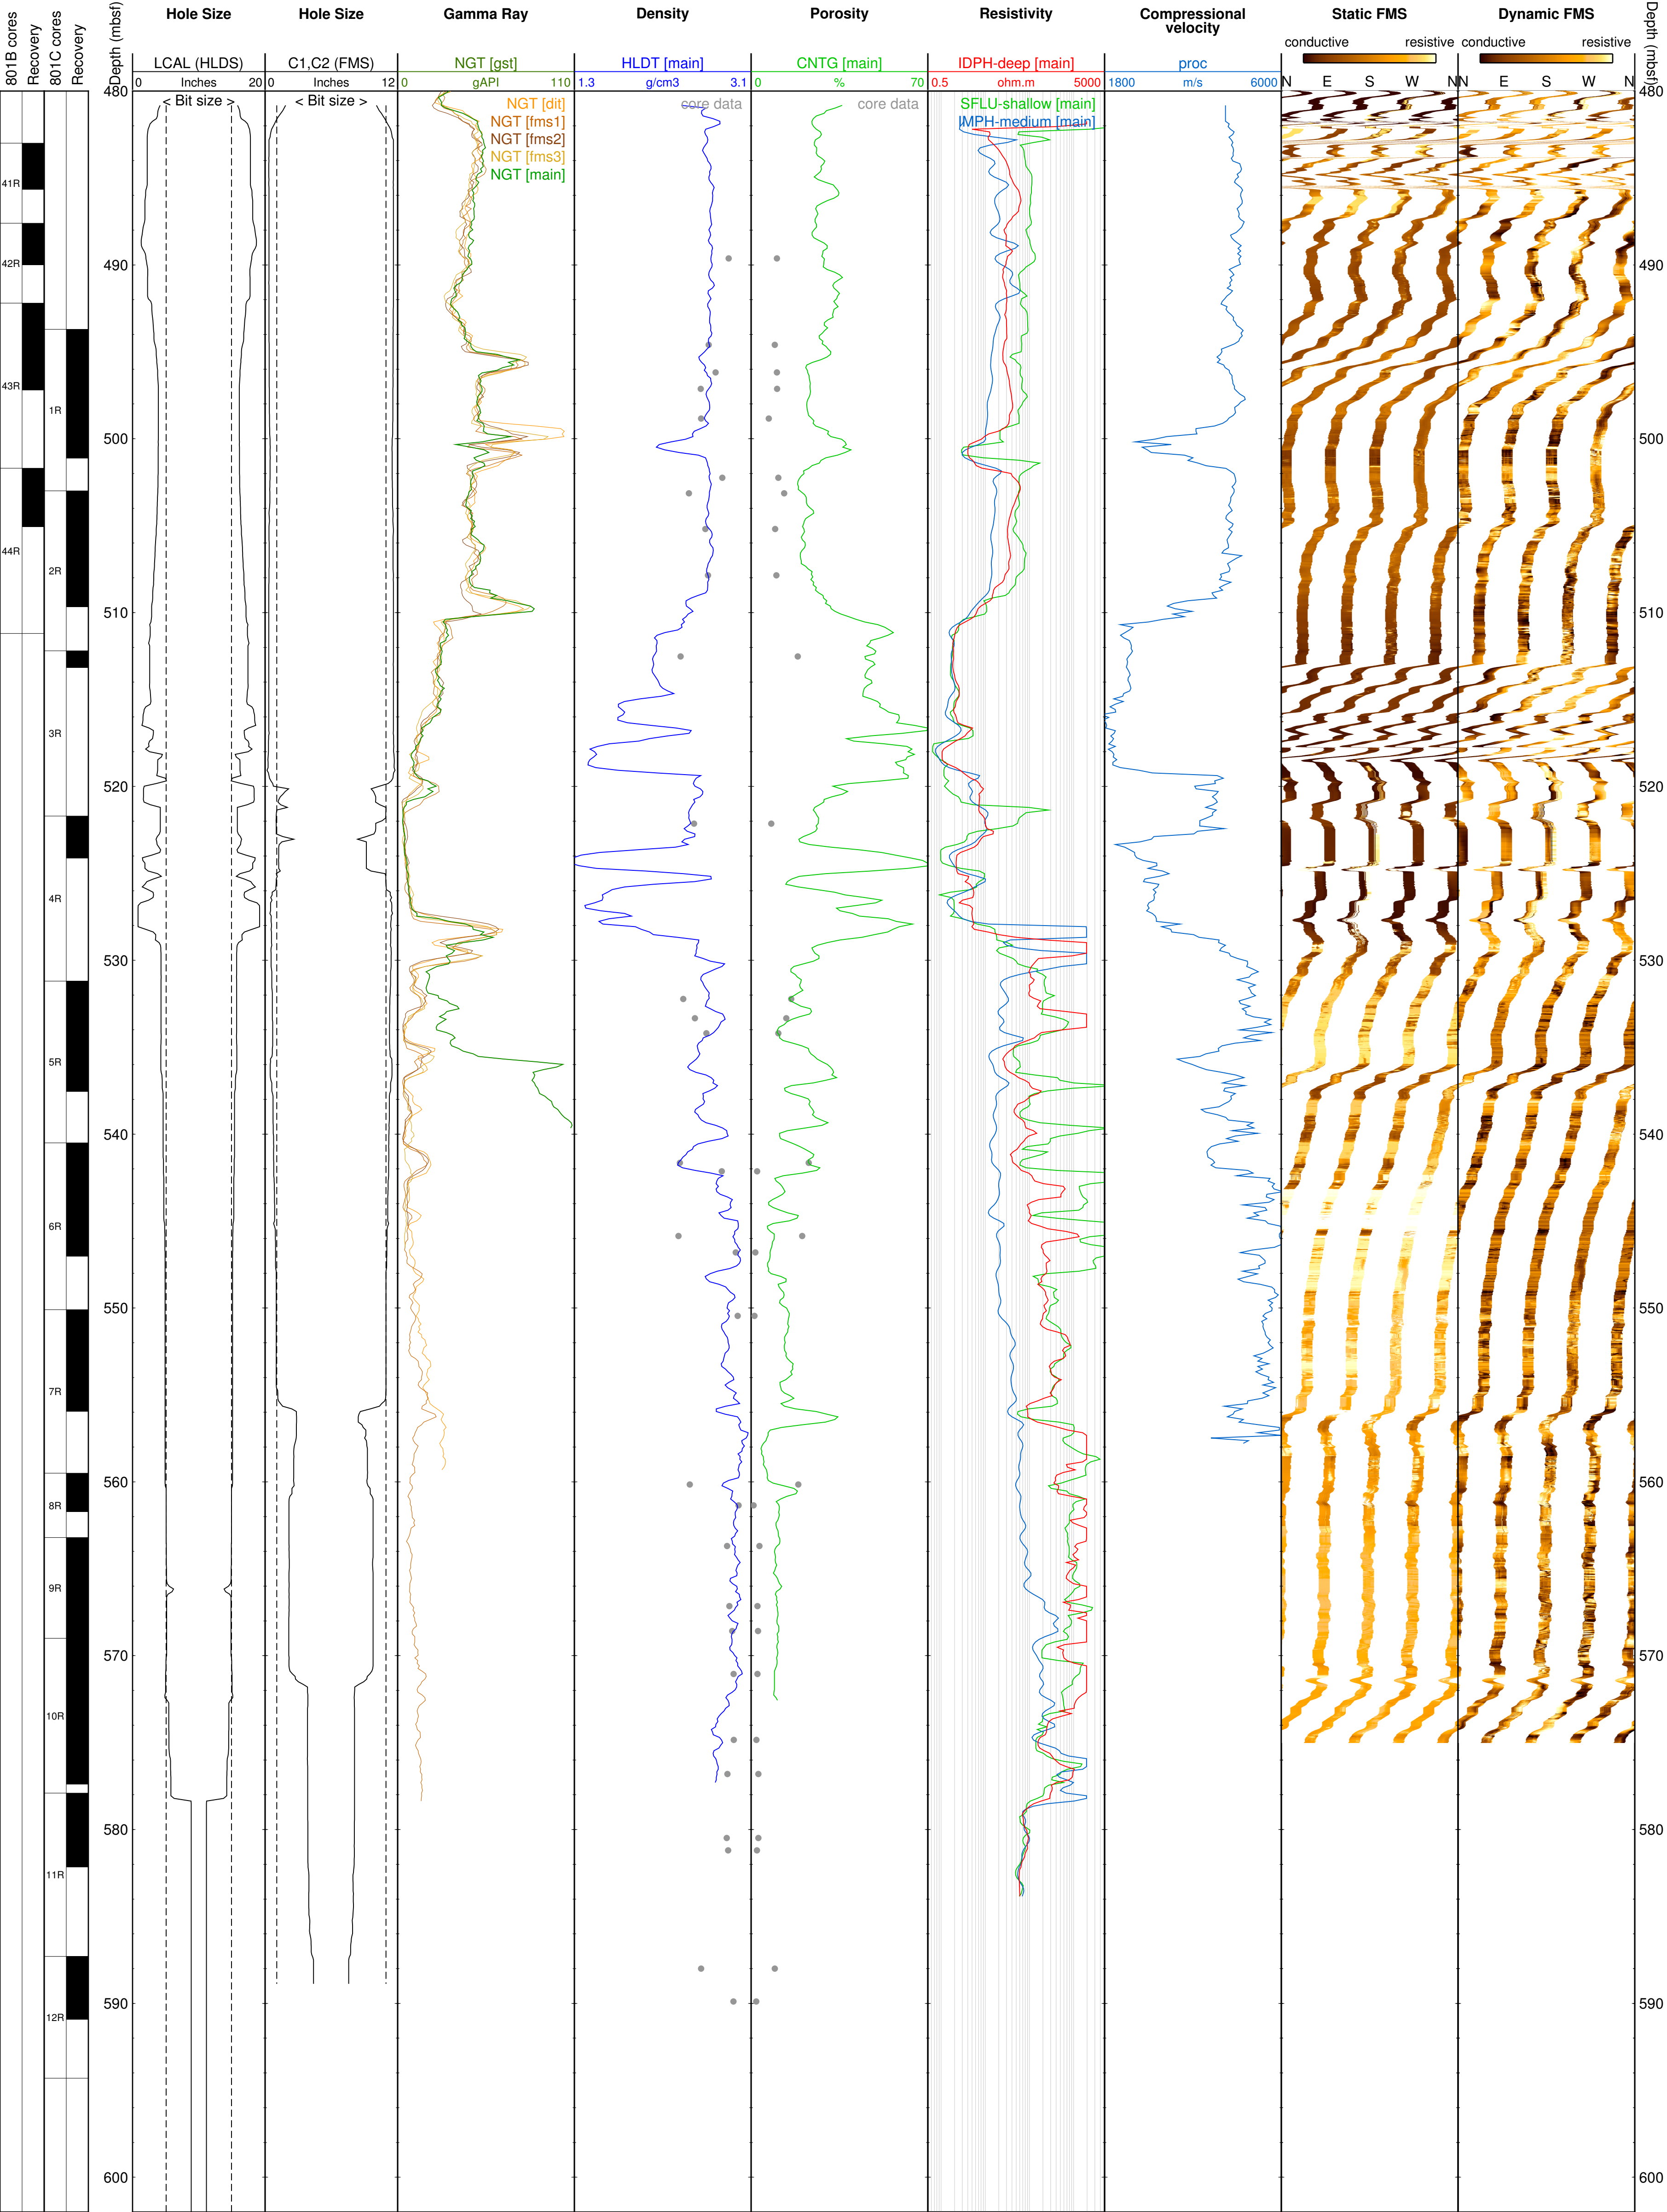 801B cores
Recovery
801C cores
Recovery
Depth (mbsf)
Hole Size
Hole Size
Gamma Ray
Density
Porosity
Resistivity
Compressional
velocity
Static FMS
Dynamic FMS
Depth (mbsf)
conductive resistive
conductive resistive
LCAL (HLDS)
C1,C2 (FMS)
NGT [gst]
HLDT [main]
CNTG [main]
IDPH-deep [main]
proc
0 Inches 20
0 Inches 12
0 gAPI 110
1.3 g/cm3 3.1
0 % 70
0.5 ohm.m 5000
1800 m/s 6000
N E S W N
N E S W N
< Bit size >
< Bit size >
NGT [dit]
NGT [fms1]
NGT [fms2]
NGT [fms3]
NGT [main]
core data
core data
SFLU-shallow [main]
IMPH-medium [main]
480 480
41R
42R
490 490
43R
1R
500 500
44R
2R
510 510
3R
520 520
4R
530 530
5R
540 540
6R
550 550
7R
560 560
8R
9R
570 570
10R
580 580
11R
590 590
12R
600 600